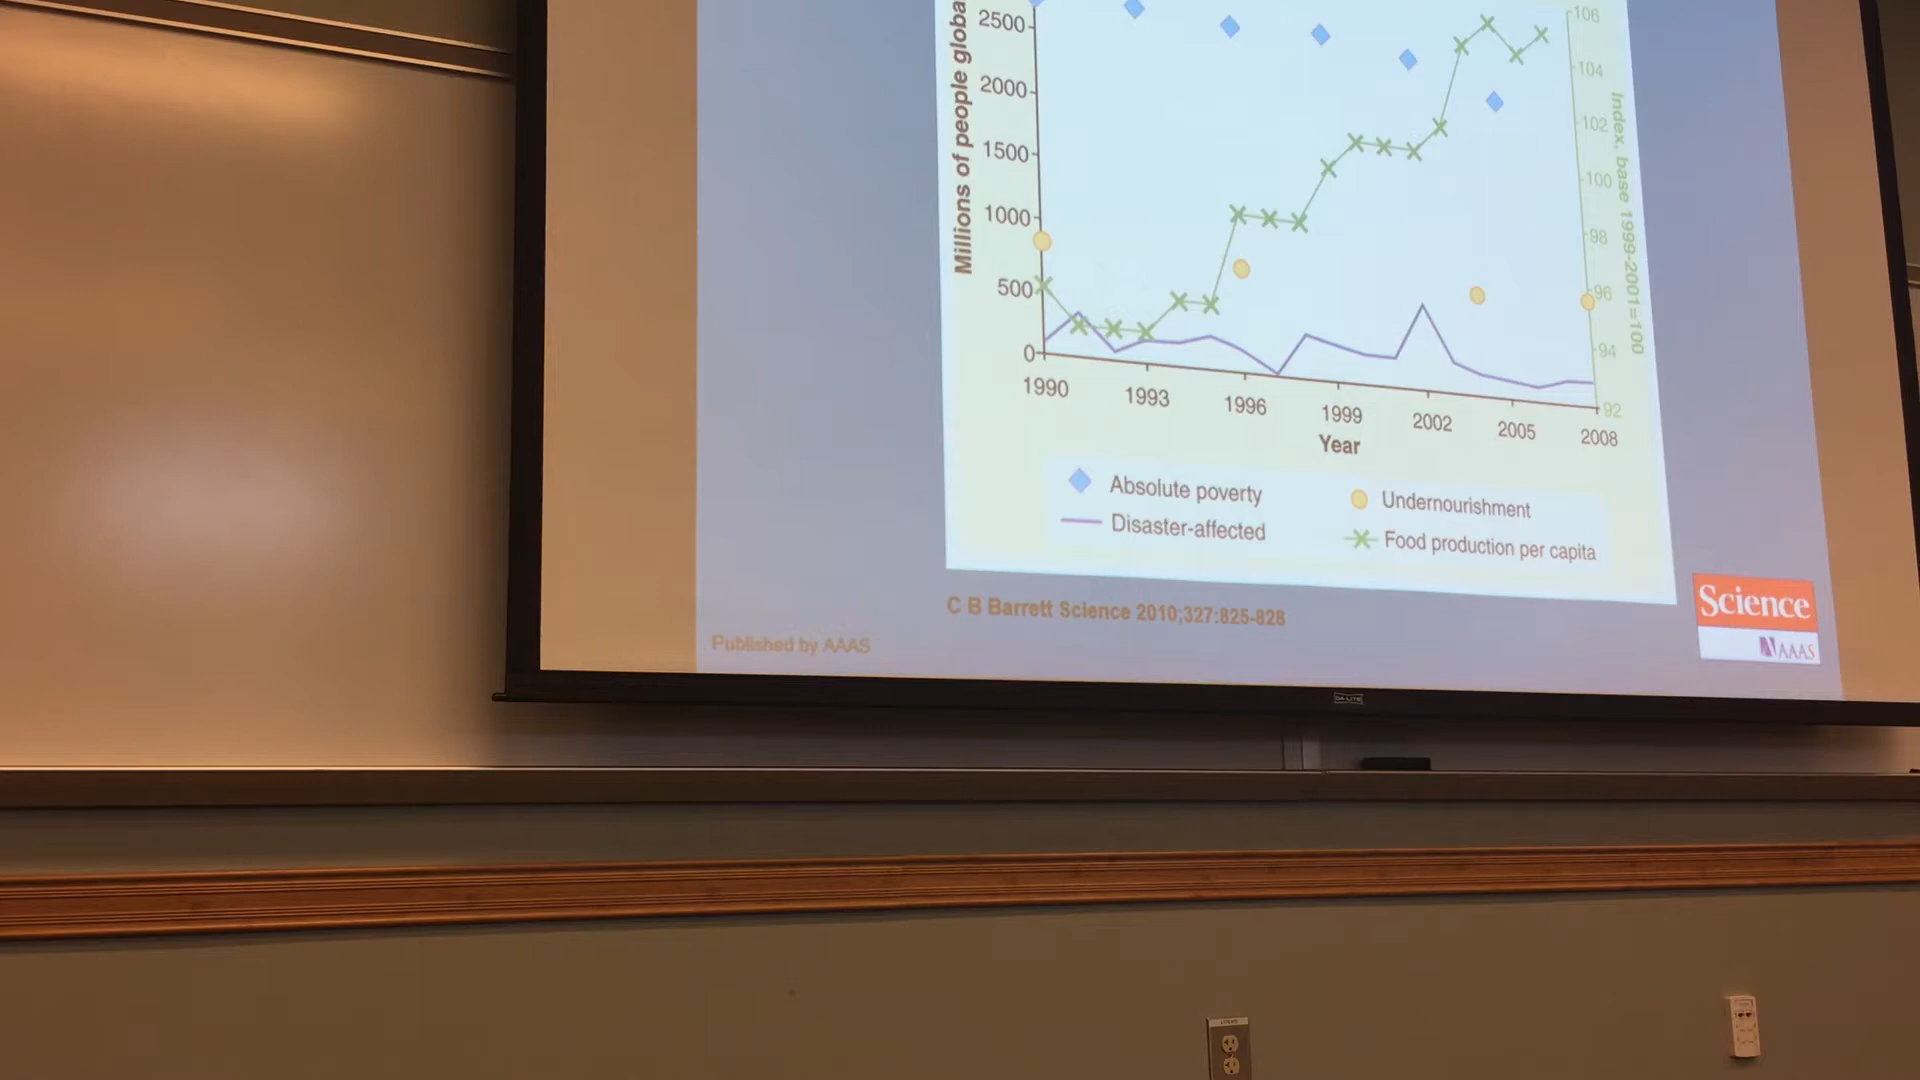 Millions of people globa
2500
2000
1500
1000
500
0
106
104
102
100
98
96
94
92
Index, base 1999-2001=100
1990
1993
1996
1999
2002
2005
2008
Year
Absolute poverty
Undernourishment
Disaster-affected
Food production per capita
C B Barrett Science 2010;327:825-828
Published by AAAS
Science
AAAS
DA-LITE